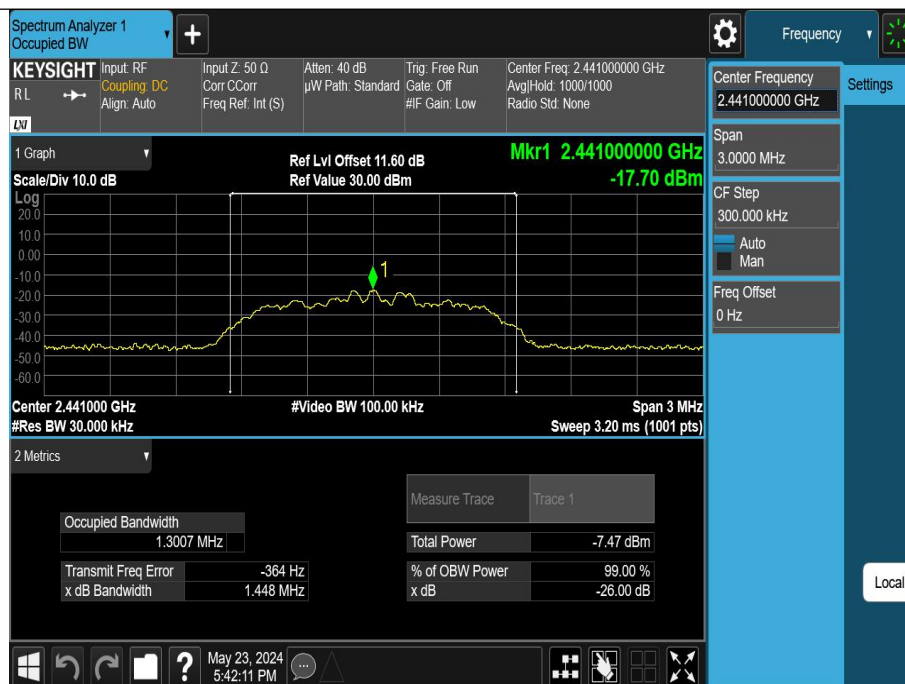 Spectrum Analyzer 1
Occupied BW
Frequency
KEYSIGHT
RL
LXI
Input: RF
Coupling: DC
Align: Auto
Input Z: 50 Ω
Corr CCorr
Freq Ref: Int (S)
Atten: 40 dB
µW Path: Standard
Trig: Free Run
Gate: Off
#IF Gain: Low
Center Freq: 2.441000000 GHz
Avg|Hold: 1000/1000
Radio Std: None
Center Frequency
2.441000000 GHz
Settings
Span
3.0000 MHz
CF Step
300.000 kHz
Auto
Man
Freq Offset
0 Hz
Local
1 Graph
Scale/Div 10.0 dB
Ref Lvl Offset 11.60 dB
Ref Value 30.00 dBm
Mkr1 2.441000000 GHz
-17.70 dBm
Log
20.0
10.0
0.00
-10.0
-20.0
-30.0
-40.0
-50.0
-60.0
1
Center 2.441000 GHz
#Res BW 30.000 kHz
#Video BW 100.00 kHz
Span 3 MHz
Sweep 3.20 ms (1001 pts)
2 Metrics
Measure Trace Trace 1
Occupied Bandwidth
1.3007 MHz
Total Power -7.47 dBm
Transmit Freq Error -364 Hz
% of OBW Power 99.00 %
x dB Bandwidth 1.448 MHz
x dB -26.00 dB
May 23, 2024
5:42:11 PM